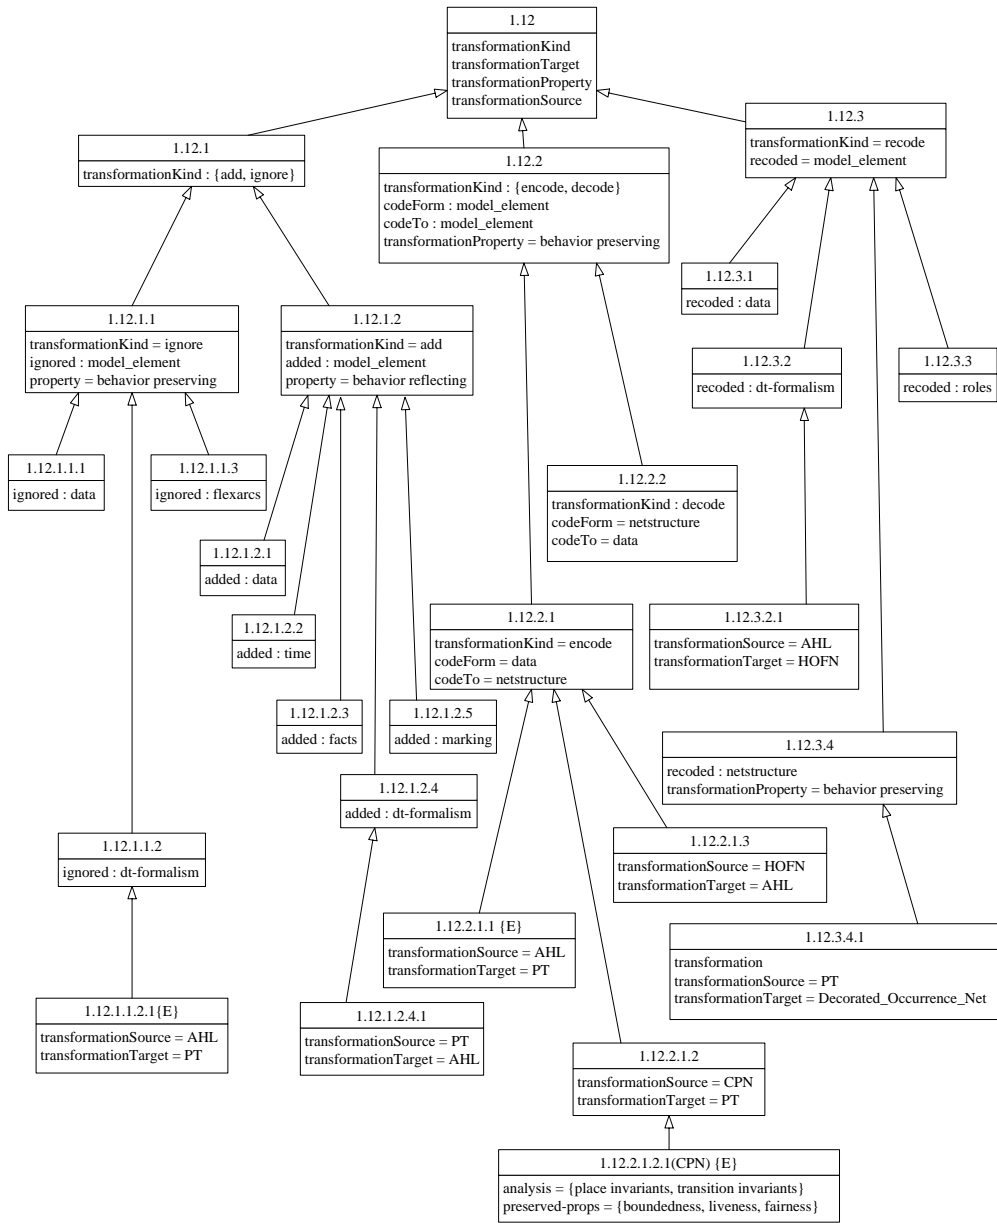 1.12
transformationKind
transformationTarget
transformationProperty
transformationSource
1.12.1
transformationKind : {add, ignore}
1.12.2
transformationKind : {encode, decode}
codeForm : model_element
codeTo : model_element
transformationProperty = behavior preserving
1.12.3
transformationKind = recode
recoded = model_element
1.12.3.1
recoded : data
1.12.1.1
transformationKind = ignore
ignored : model_element
property = behavior preserving
1.12.1.2
transformationKind = add
added : model_element
property = behavior reflecting
1.12.3.2
recoded : dt-formalism
1.12.3.3
recoded : roles
1.12.1.1.1
ignored : data
1.12.1.1.3
ignored : flexarcs
1.12.2.2
transformationKind : decode
codeForm = netstructure
codeTo = data
1.12.1.2.1
added : data
1.12.1.2.2
added : time
1.12.2.1
transformationKind = encode
codeForm = data
codeTo = netstructure
1.12.3.2.1
transformationSource = AHL
transformationTarget = HOFN
1.12.1.2.3
added : facts
1.12.1.2.5
added : marking
1.12.3.4
recoded : netstructure
transformationProperty = behavior preserving
1.12.1.2.4
added : dt-formalism
1.12.1.1.2
ignored : dt-formalism
1.12.2.1.3
transformationSource = HOFN
transformationTarget = AHL
1.12.2.1.1 {E}
transformationSource = AHL
transformationTarget = PT
1.12.3.4.1
transformation
transformationSource = PT
transformationTarget = Decorated_Occurrence_Net
1.12.1.1.2.1{E}
transformationSource = AHL
transformationTarget = PT
1.12.1.2.4.1
transformationSource = PT
transformationTarget = AHL
1.12.2.1.2
transformationSource = CPN
transformationTarget = PT
1.12.2.1.2.1(CPN) {E}
analysis = {place invariants, transition invariants}
preserved-props = {boundedness, liveness, fairness}